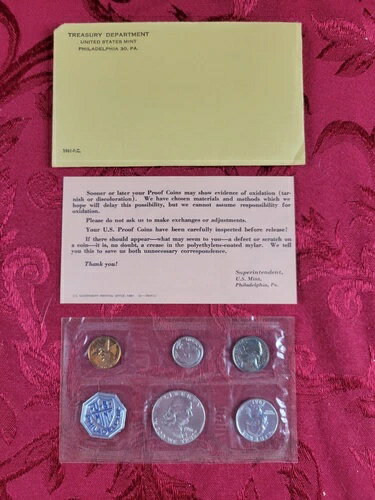 TREASURY DEPARTMENT
UNITED STATES MINT
PHILADELPHIA 30, PA.
1961-P.C.
Sooner or later your Proof Coins may show evidence of oxidation (tar-
nish or discoloration). We have chosen materials and methods which we
hope will delay this possibility, but we cannot assume responsibility for
oxidation.
Please do not ask us to make exchanges or adjustments.
Your U.S. Proof Coins have been carefully inspected before release!
If there should appear—what may seem to you—a defect or scratch on
a coin—it is, no doubt, a crease in the polyethylene-coated mylar. We tell
you this to save us both unnecessary correspondence.
Thank you!
Superintendent,
U.S. Mint,
Philadelphia, Pa.
LIBERTY